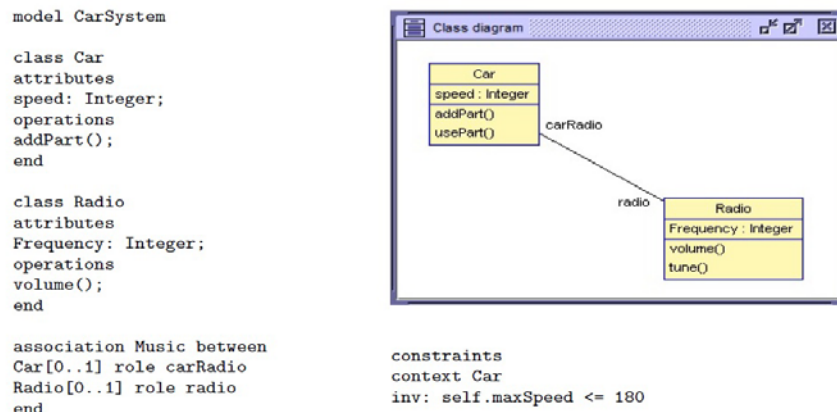 model CarSystem
class Car
attributes
speed: Integer;
operations
addPart();
end
class Radio
attributes
Frequency: Integer;
operations
volume();
end
association Music between
Car[0..1] role carRadio
Radio[0..1] role radio
end
Class diagram
Car
speed : Integer
addPart()
usePart()
carRadio
radio
Radio
Frequency : Integer
volume()
tune()
constraints
context Car
inv: self.maxSpeed <= 180